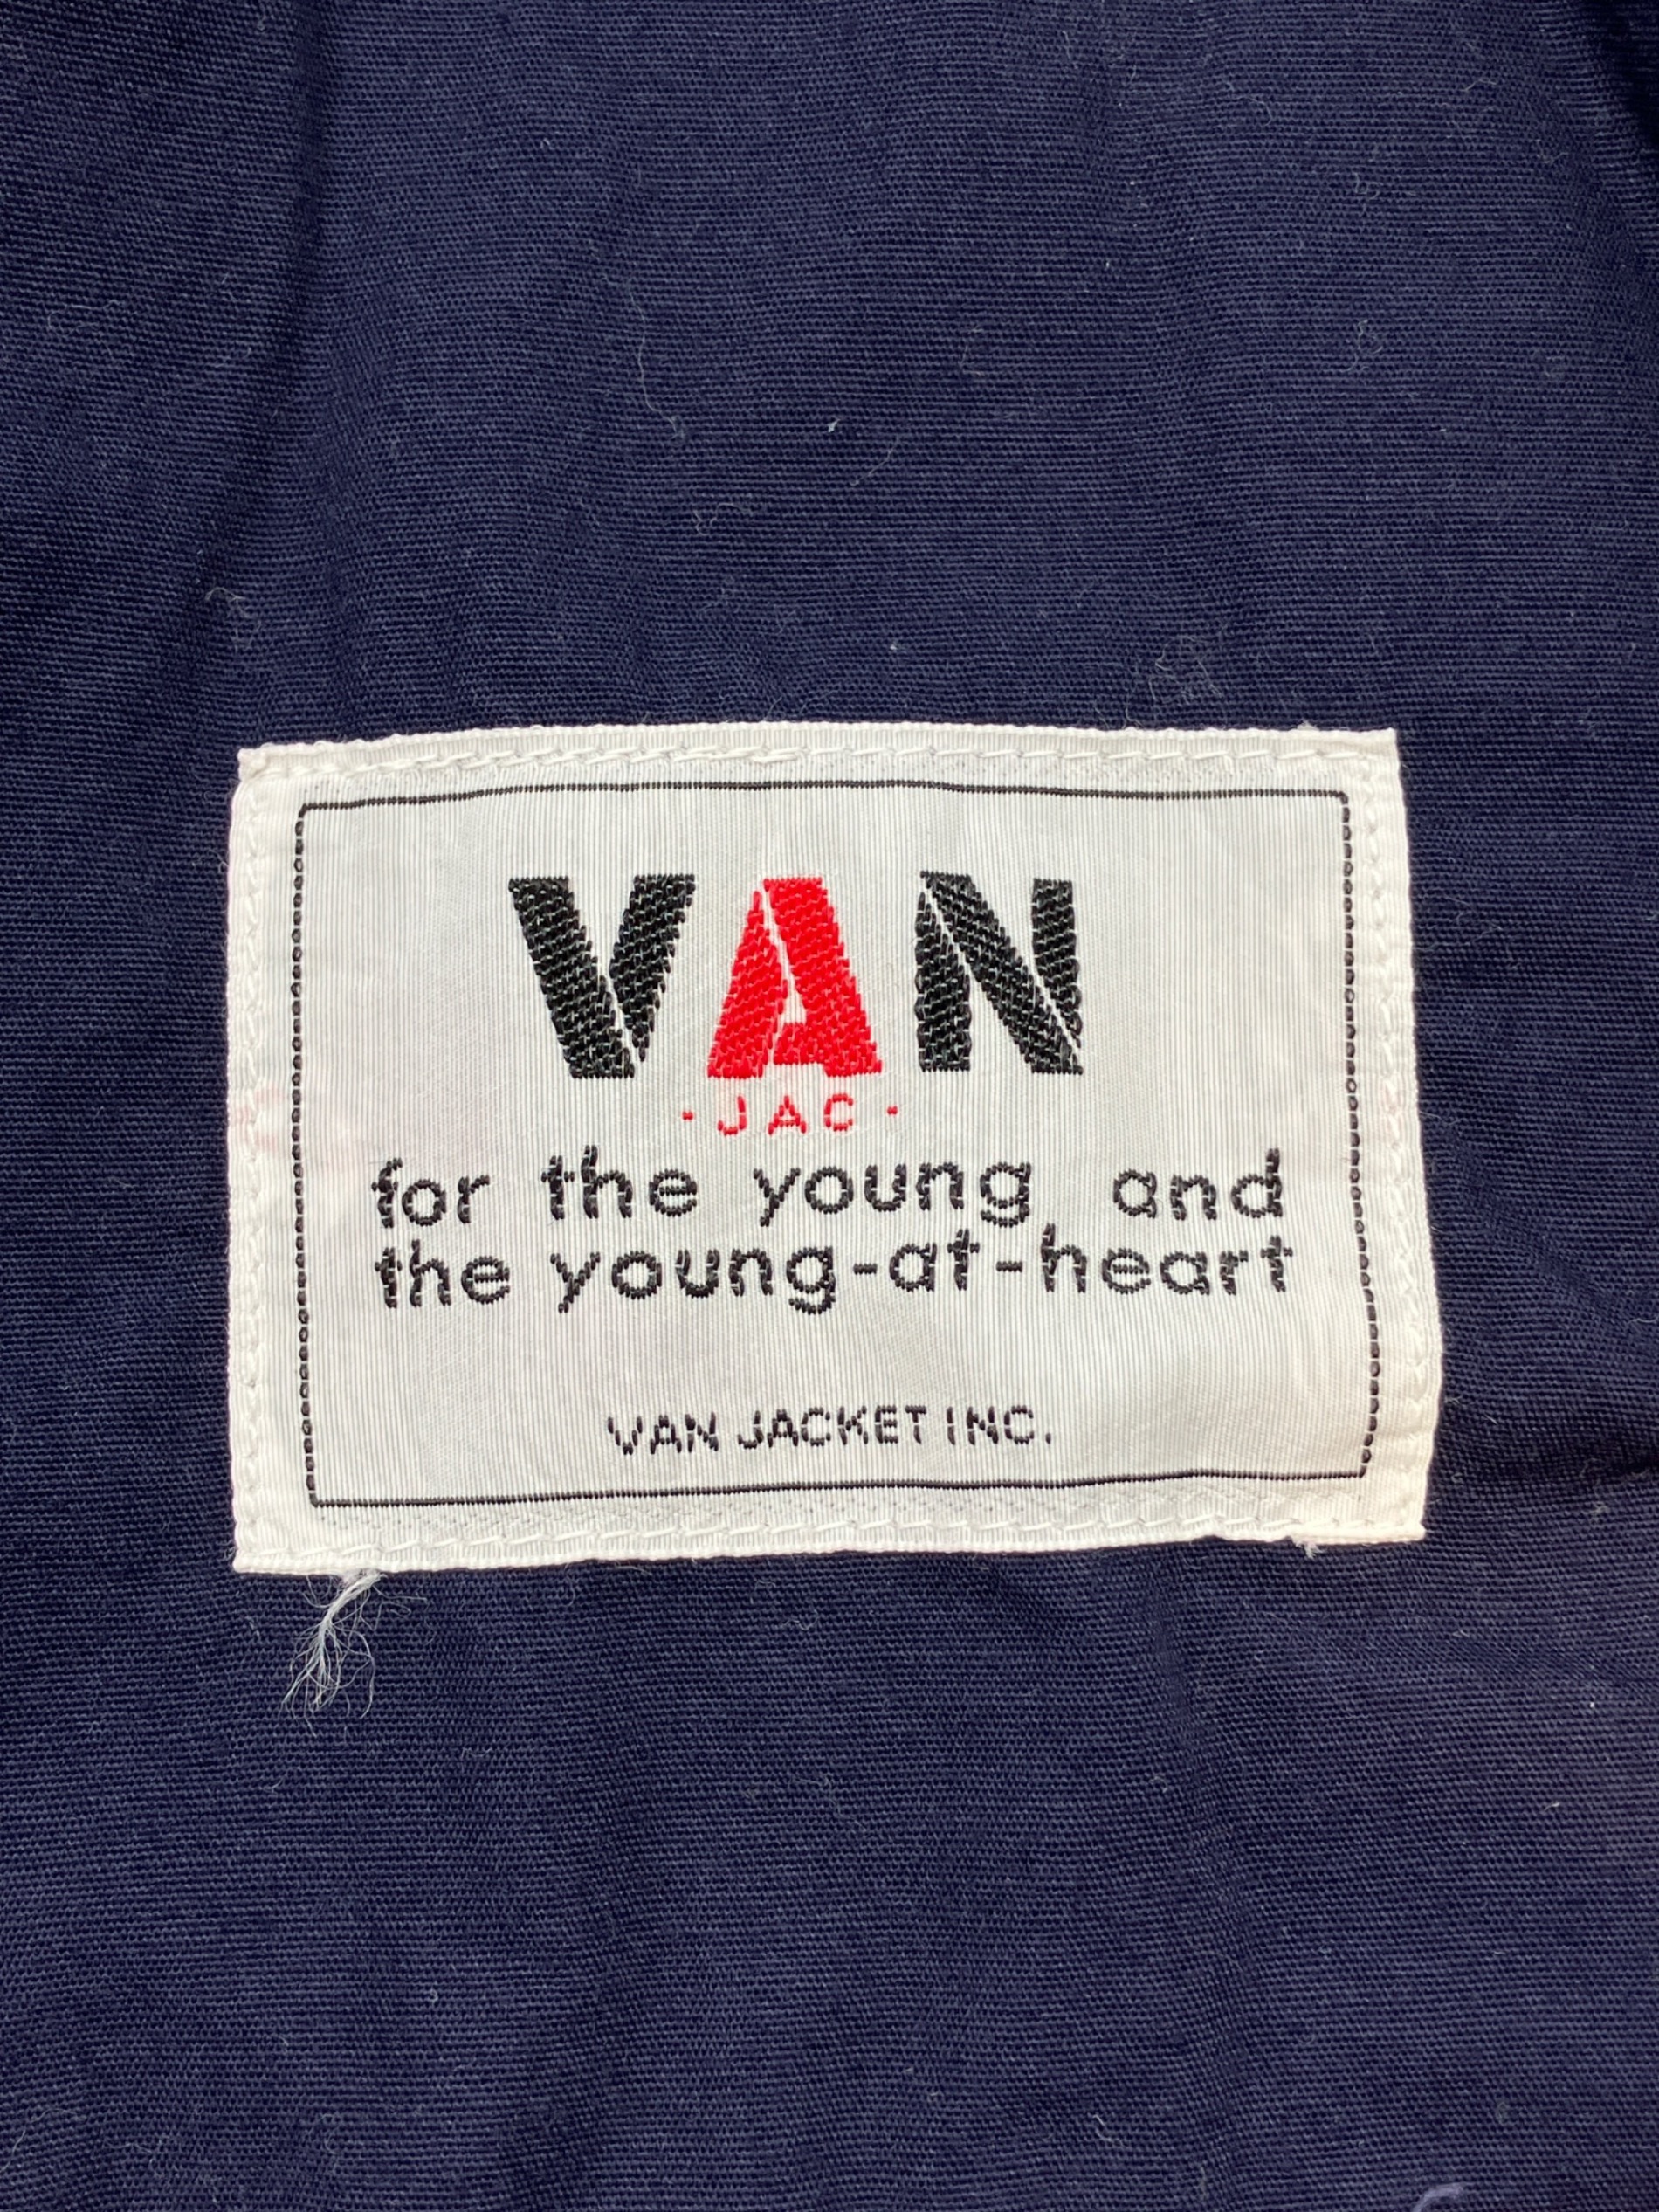 VAN
·JAC·
for the young and
the young-at-heart
VAN JACKET INC.